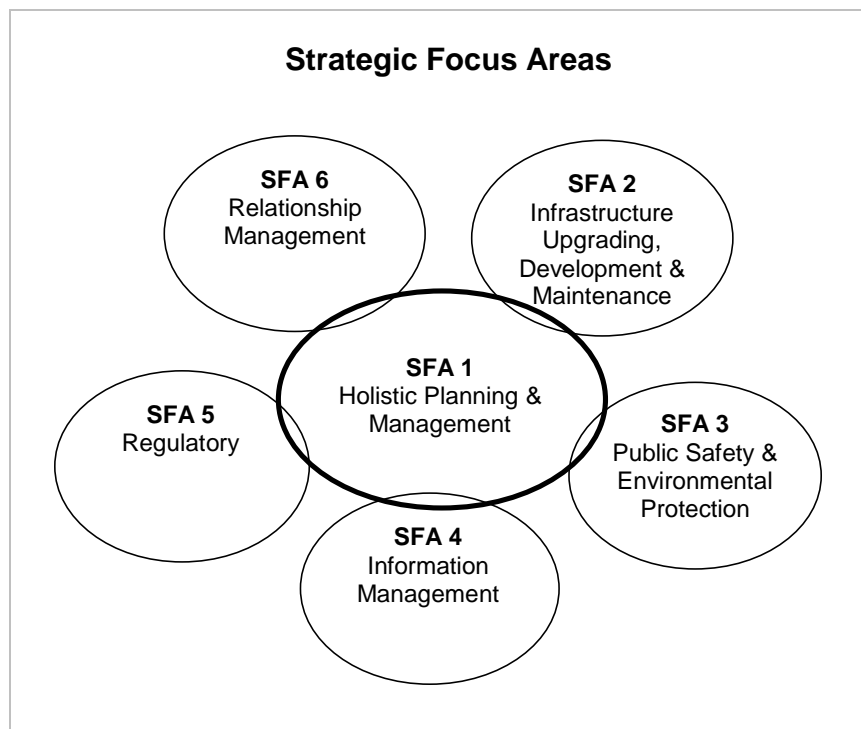 Strategic Focus Areas
SFA 6
Relationship
Management
SFA 2
Infrastructure
Upgrading,
Development &
Maintenance
SFA 1
Holistic Planning &
Management
SFA 5
Regulatory
SFA 3
Public Safety &
Environmental
Protection
SFA 4
Information
Management